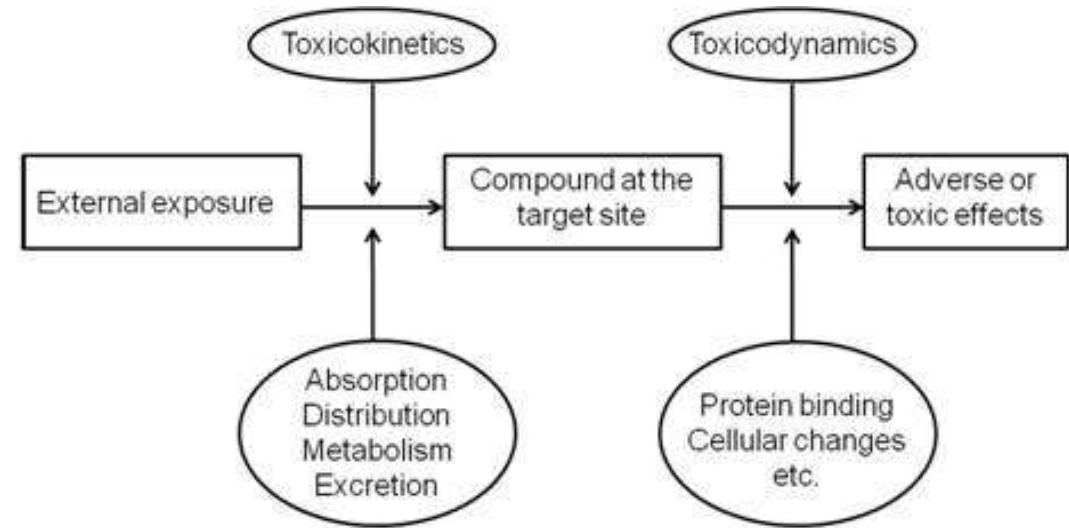 Toxicokinetics
Toxicodynamics
External exposure
Compound at the
target site
Adverse or
toxic effects
Absorption
Distribution
Metabolism
Excretion
Protein binding
Cellular changes
etc.